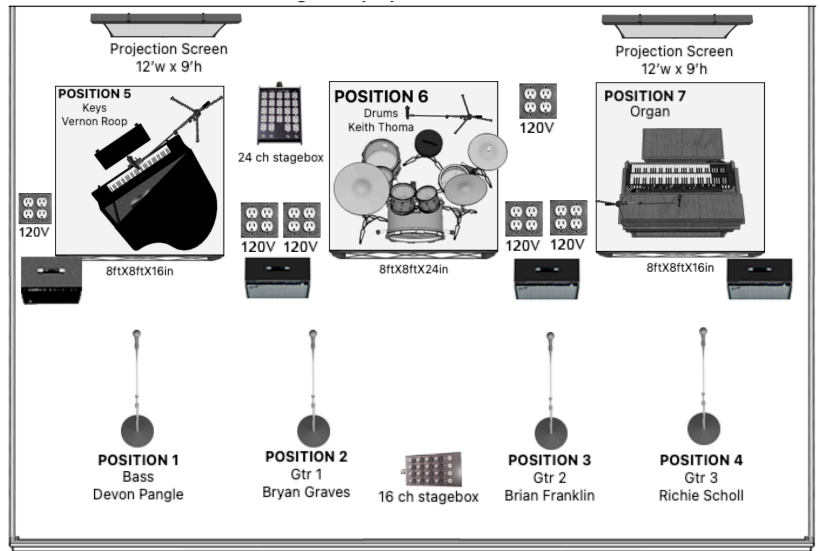 Projection Screen
12'w x 9'h
Projection Screen
12'w x 9'h
POSITION 5
Keys
Vernon Roop
24 ch stagebox
POSITION 6
Drums
Keith Thoma
120V
POSITION 7
Organ
120V
120V
120V
120V
120V
8ftX8ftX16in
8ftX8ftX24in
8ftX8ftX16in
POSITION 1
Bass
Devon Pangle
POSITION 2
Gtr 1
Bryan Graves
16 ch stagebox
POSITION 3
Gtr 2
Brian Franklin
POSITION 4
Gtr 3
Richie Scholl